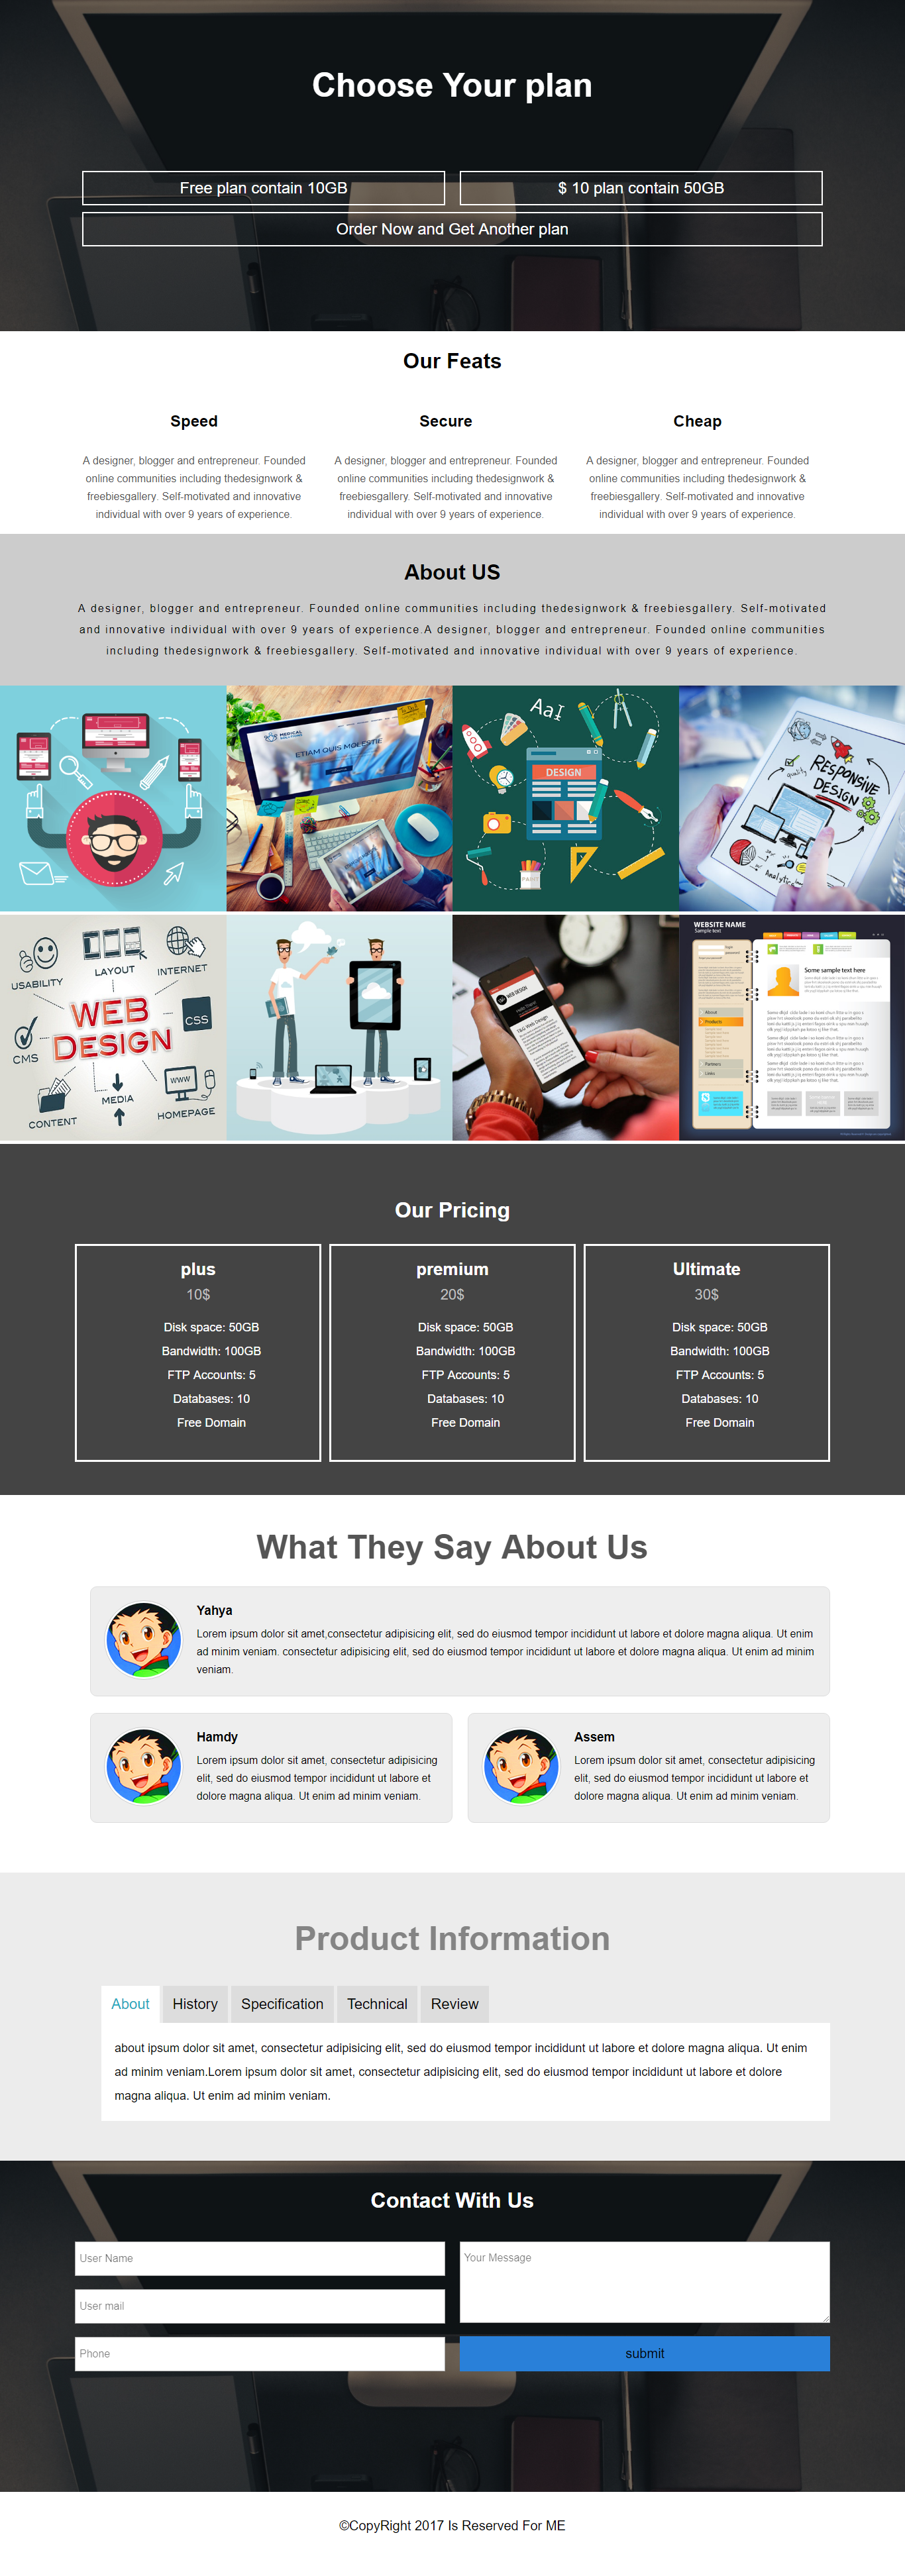 Choose Your plan
Free plan contain 10GB
$ 10 plan contain 50GB
Order Now and Get Another plan
Our Feats
Speed
A designer, blogger and entrepreneur. Founded
online communities including thedesignwork &
freebiesgallery. Self-motivated and innovative
individual with over 9 years of experience.
Secure
A designer, blogger and entrepreneur. Founded
online communities including thedesignwork &
freebiesgallery. Self-motivated and innovative
individual with over 9 years of experience.
Cheap
A designer, blogger and entrepreneur. Founded
online communities including thedesignwork &
freebiesgallery. Self-motivated and innovative
individual with over 9 years of experience.
About US
A designer, blogger and entrepreneur. Founded online communities including thedesignwork & freebiesgallery. Self-motivated
and innovative individual with over 9 years of experience.A designer, blogger and entrepreneur. Founded online communities
including thedesignwork & freebiesgallery. Self-motivated and innovative individual with over 9 years of experience.
MEDICAL
ETIAM QUIS MOLESTIE
AaI
DESIGN
quality
RESPONSIVE
DESIGN
Analytic
USABILITY
LAYOUT
INTERNET
WEB
DESIGN
CSS
CMS
CONTENT
MEDIA
WWW
HOMEPAGE
WEB DESIGN
WEBSITE NAME
Sample text
Some sample text here
About
Products
Partners
Links
Our Pricing
plus
10$
Disk space: 50GB
Bandwidth: 100GB
FTP Accounts: 5
Databases: 10
Free Domain
premium
20$
Disk space: 50GB
Bandwidth: 100GB
FTP Accounts: 5
Databases: 10
Free Domain
Ultimate
30$
Disk space: 50GB
Bandwidth: 100GB
FTP Accounts: 5
Databases: 10
Free Domain
What They Say About Us
Yahya
Lorem ipsum dolor sit amet,consectetur adipisicing elit, sed do eiusmod tempor incididunt ut labore et dolore magna aliqua. Ut enim
ad minim veniam. consectetur adipisicing elit, sed do eiusmod tempor incididunt ut labore et dolore magna aliqua. Ut enim ad minim
veniam.
Hamdy
Lorem ipsum dolor sit amet, consectetur adipisicing
elit, sed do eiusmod tempor incididunt ut labore et
dolore magna aliqua. Ut enim ad minim veniam.
Assem
Lorem ipsum dolor sit amet, consectetur adipisicing
elit, sed do eiusmod tempor incididunt ut labore et
dolore magna aliqua. Ut enim ad minim veniam.
Product Information
About
History
Specification
Technical
Review
about ipsum dolor sit amet, consectetur adipisicing elit, sed do eiusmod tempor incididunt ut labore et dolore magna aliqua. Ut enim
ad minim veniam.Lorem ipsum dolor sit amet, consectetur adipisicing elit, sed do eiusmod tempor incididunt ut labore et dolore
magna aliqua. Ut enim ad minim veniam.
Contact With Us
User Name
User mail
Phone
Your Message
submit
©CopyRight 2017 Is Reserved For ME